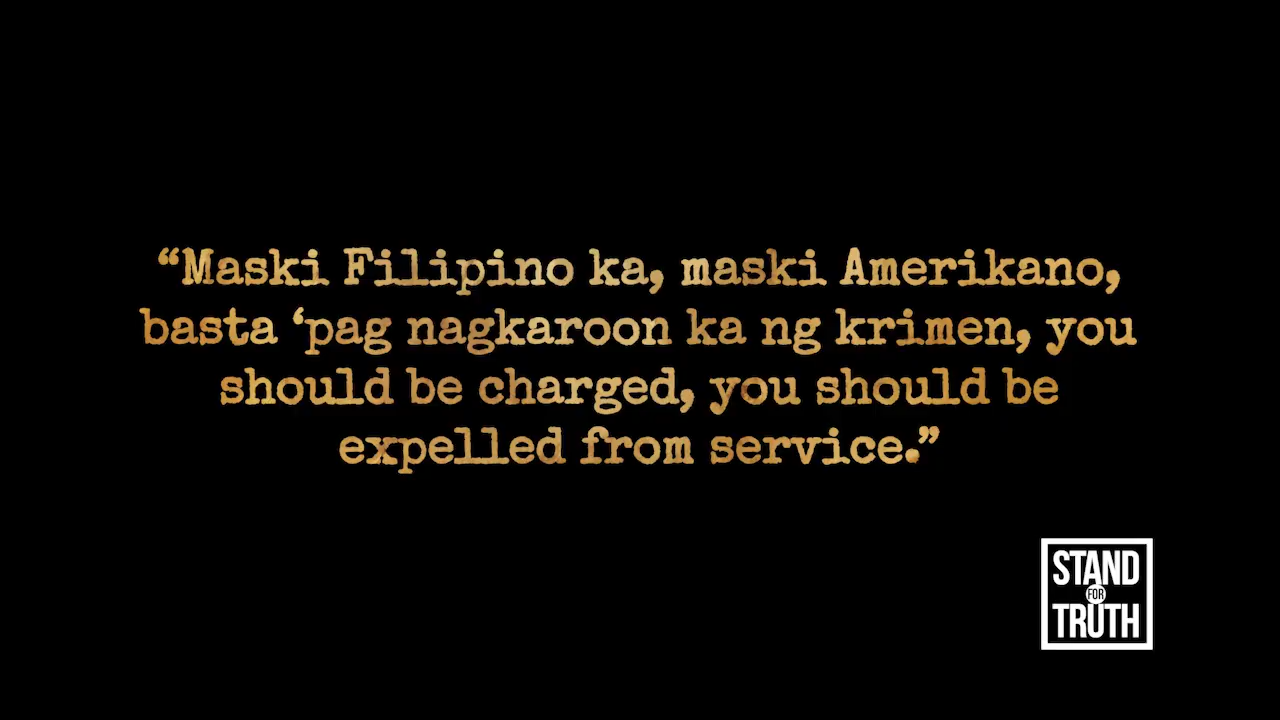 “Maski Filipino ka, maski Amerikano,
basta ‘pag nagkaroon ka ng krimen, you
should be charged, you should be
expelled from service.”
STAND
FOR
TRUTH